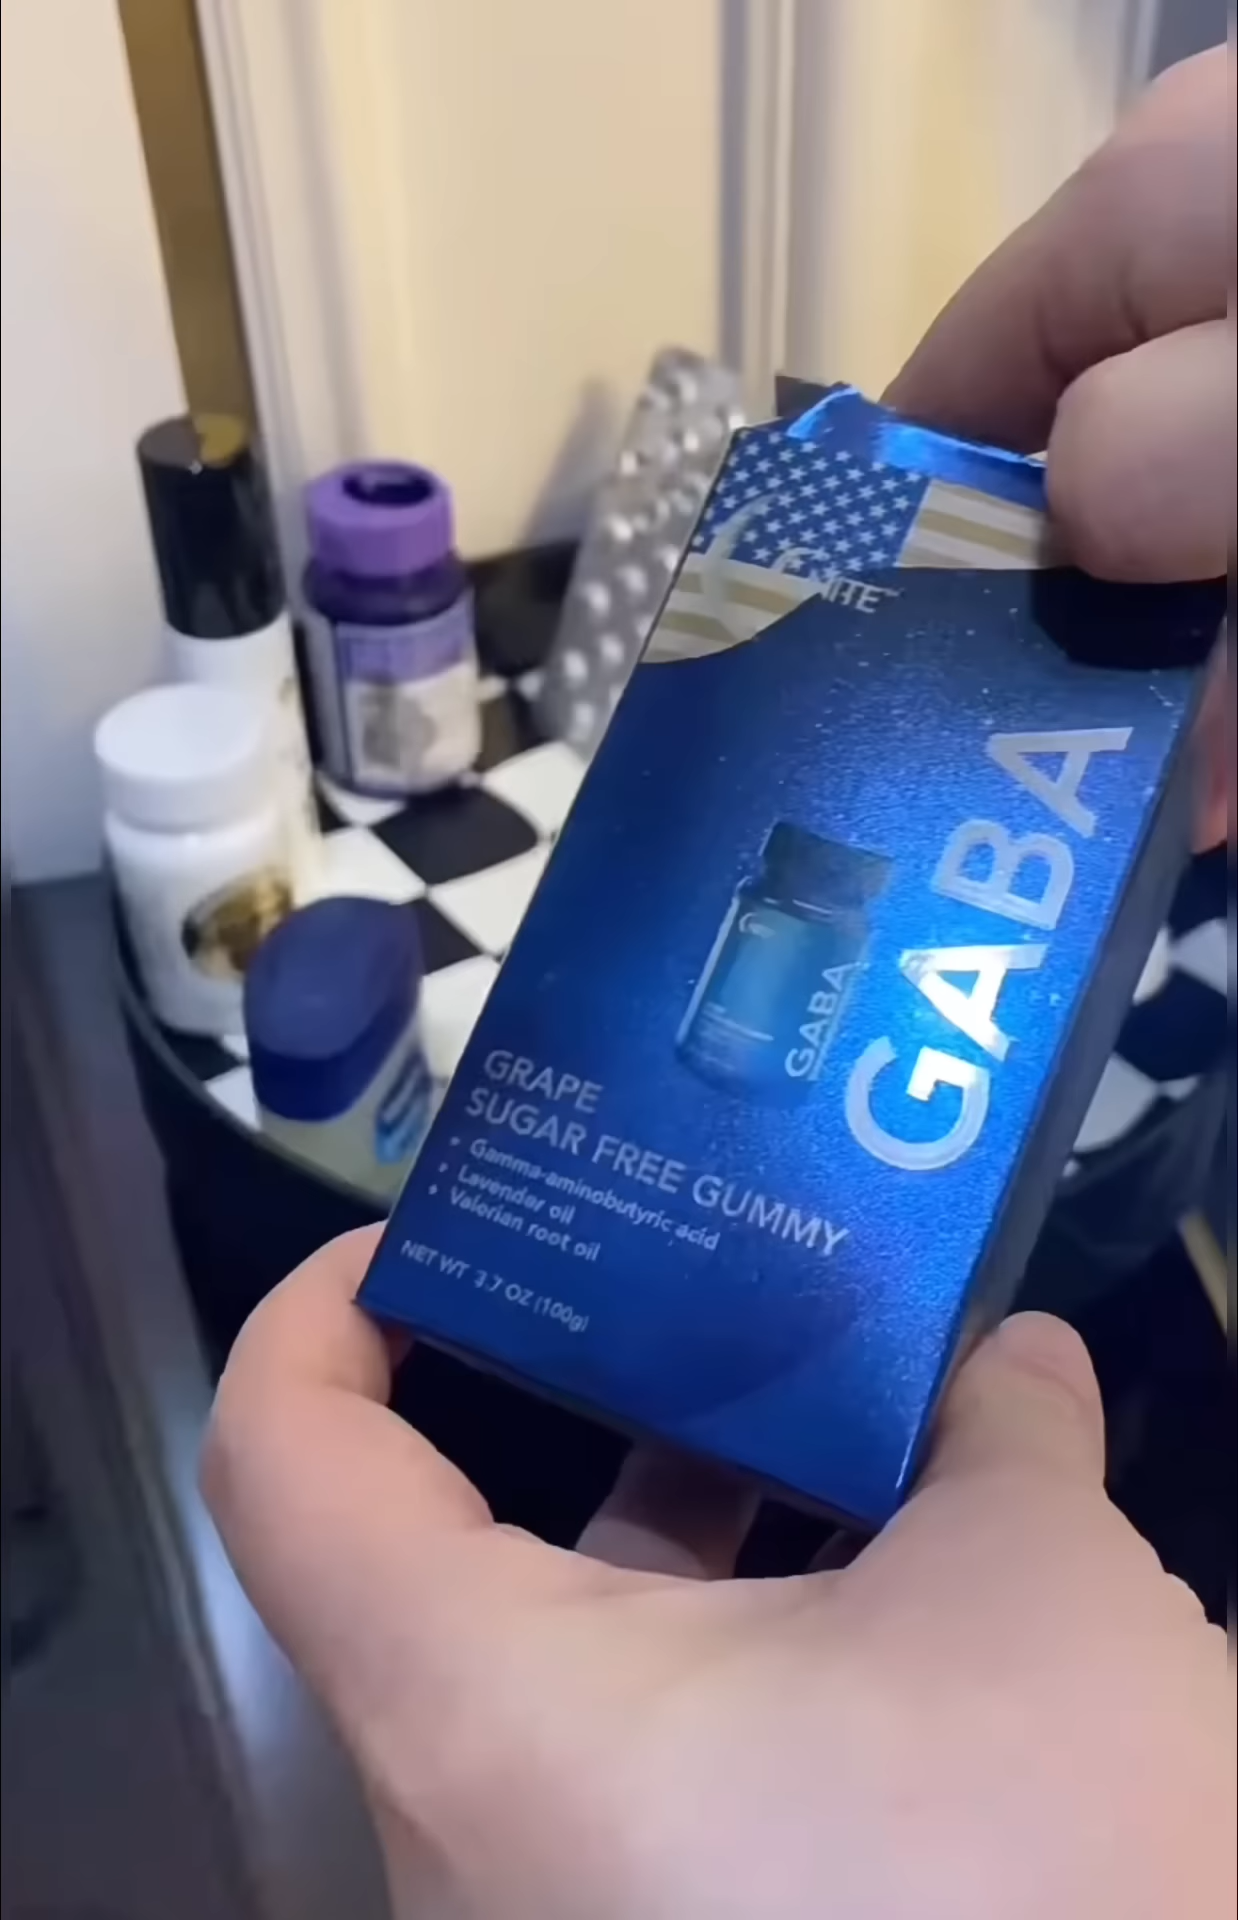 GABA
GABA
GRAPE
SUGAR FREE GUMMY
• Gamma-aminobutyric acid
• Lavender oil
• Valerian root oil
NET WT 3.7 OZ (100g)